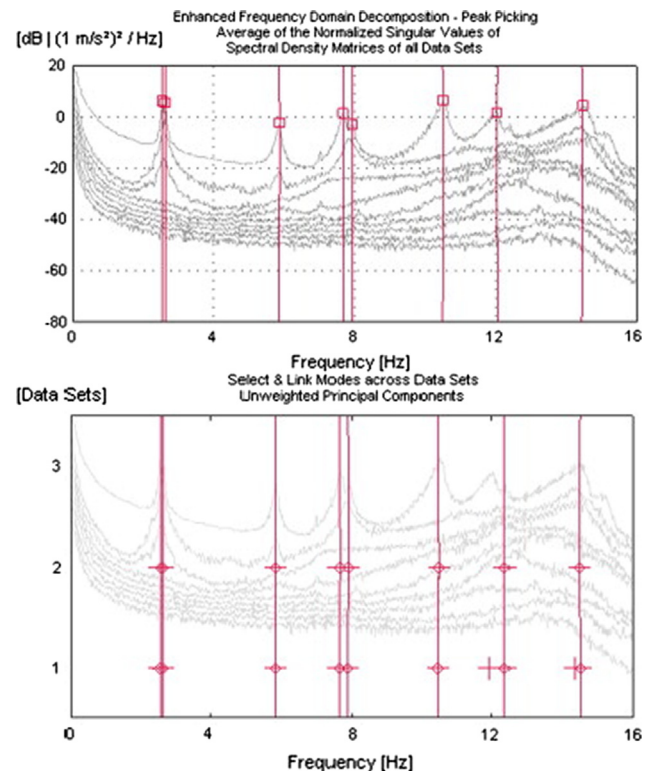 Enhanced Frequency Domain Decomposition - Peak Picking
[dB | (1 m/s²)² / Hz]
Average of the Normalized Singular Values of
Spectral Density Matrices of all Data Sets
20
0
-20
-40
-60
-80
0
4
8
12
16
Frequency [Hz]
Select & Link Modes across Data Sets
[Data Sets]
Unweighted Principal Components
3
2
1
0
4
8
12
16
Frequency [Hz]